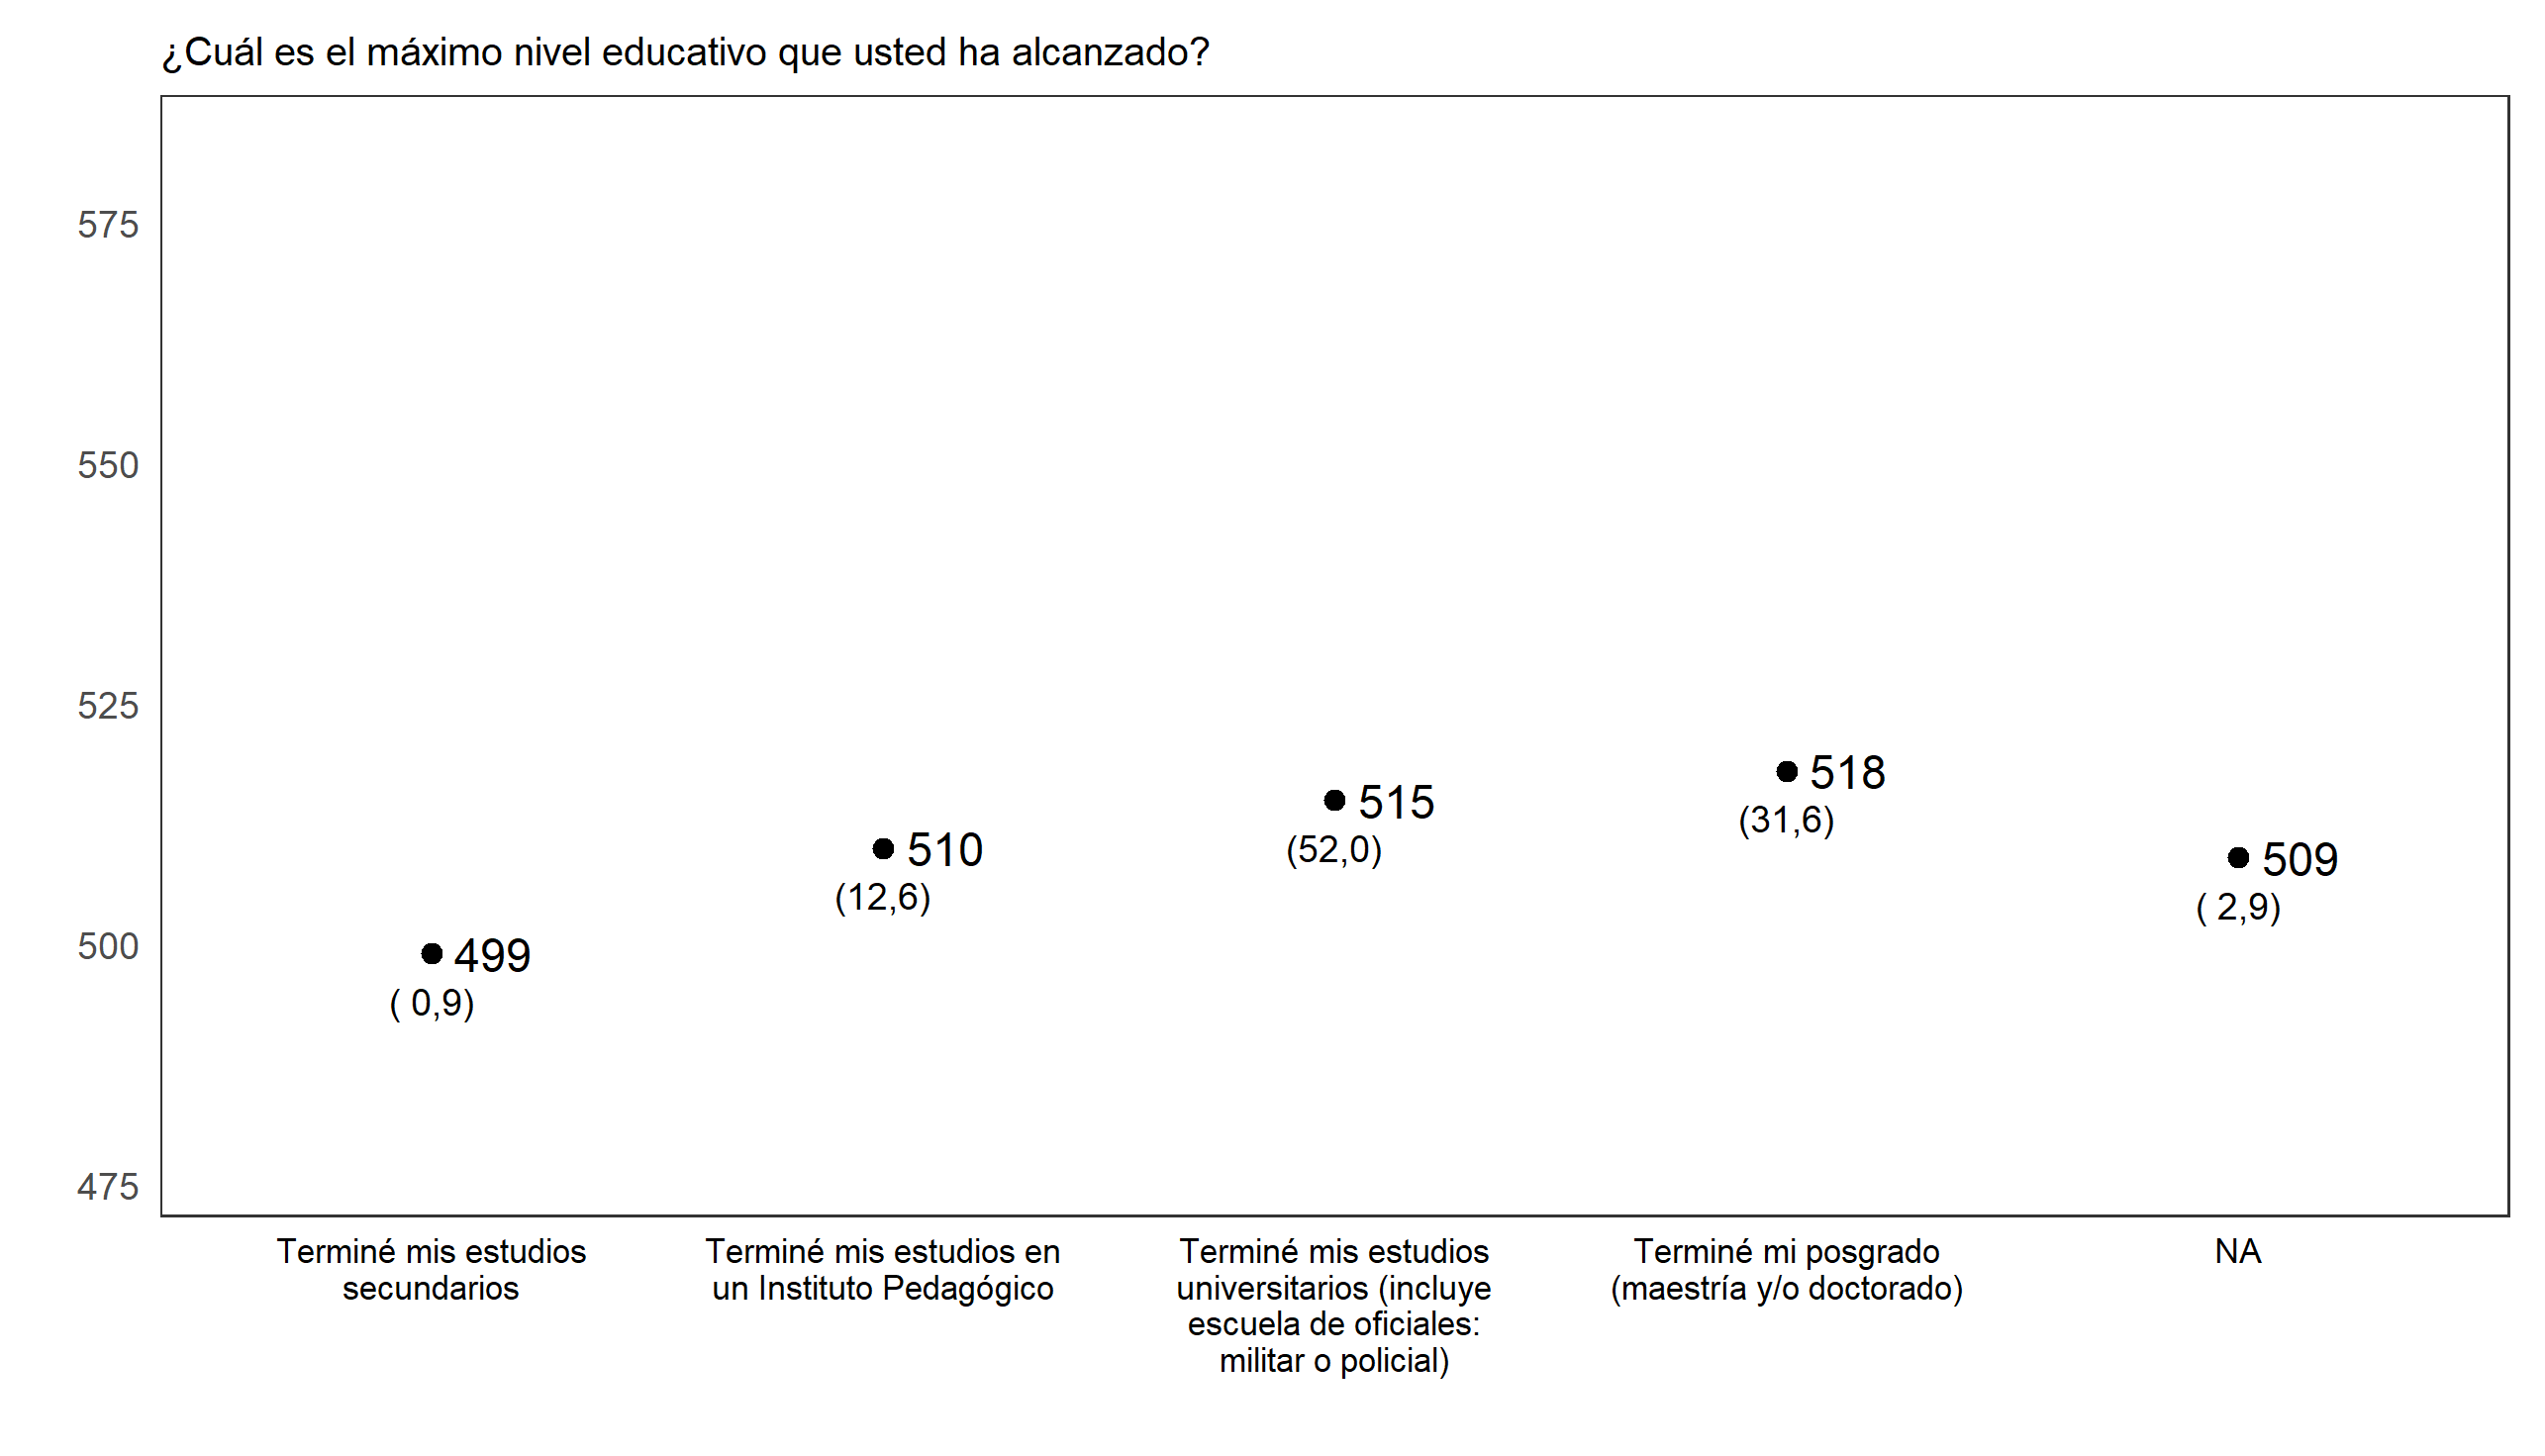 ¿Cuál es el máximo nivel educativo que usted ha alcanzado?
575
550
525
500
475
499
( 0,9)
510
(12,6)
515
(52,0)
518
(31,6)
509
( 2,9)
Terminé mis estudios
secundarios
Terminé mis estudios en
un Instituto Pedagógico
Terminé mis estudios
universitarios (incluye
escuela de oficiales:
militar o policial)
Terminé mi posgrado
(maestría y/o doctorado)
NA